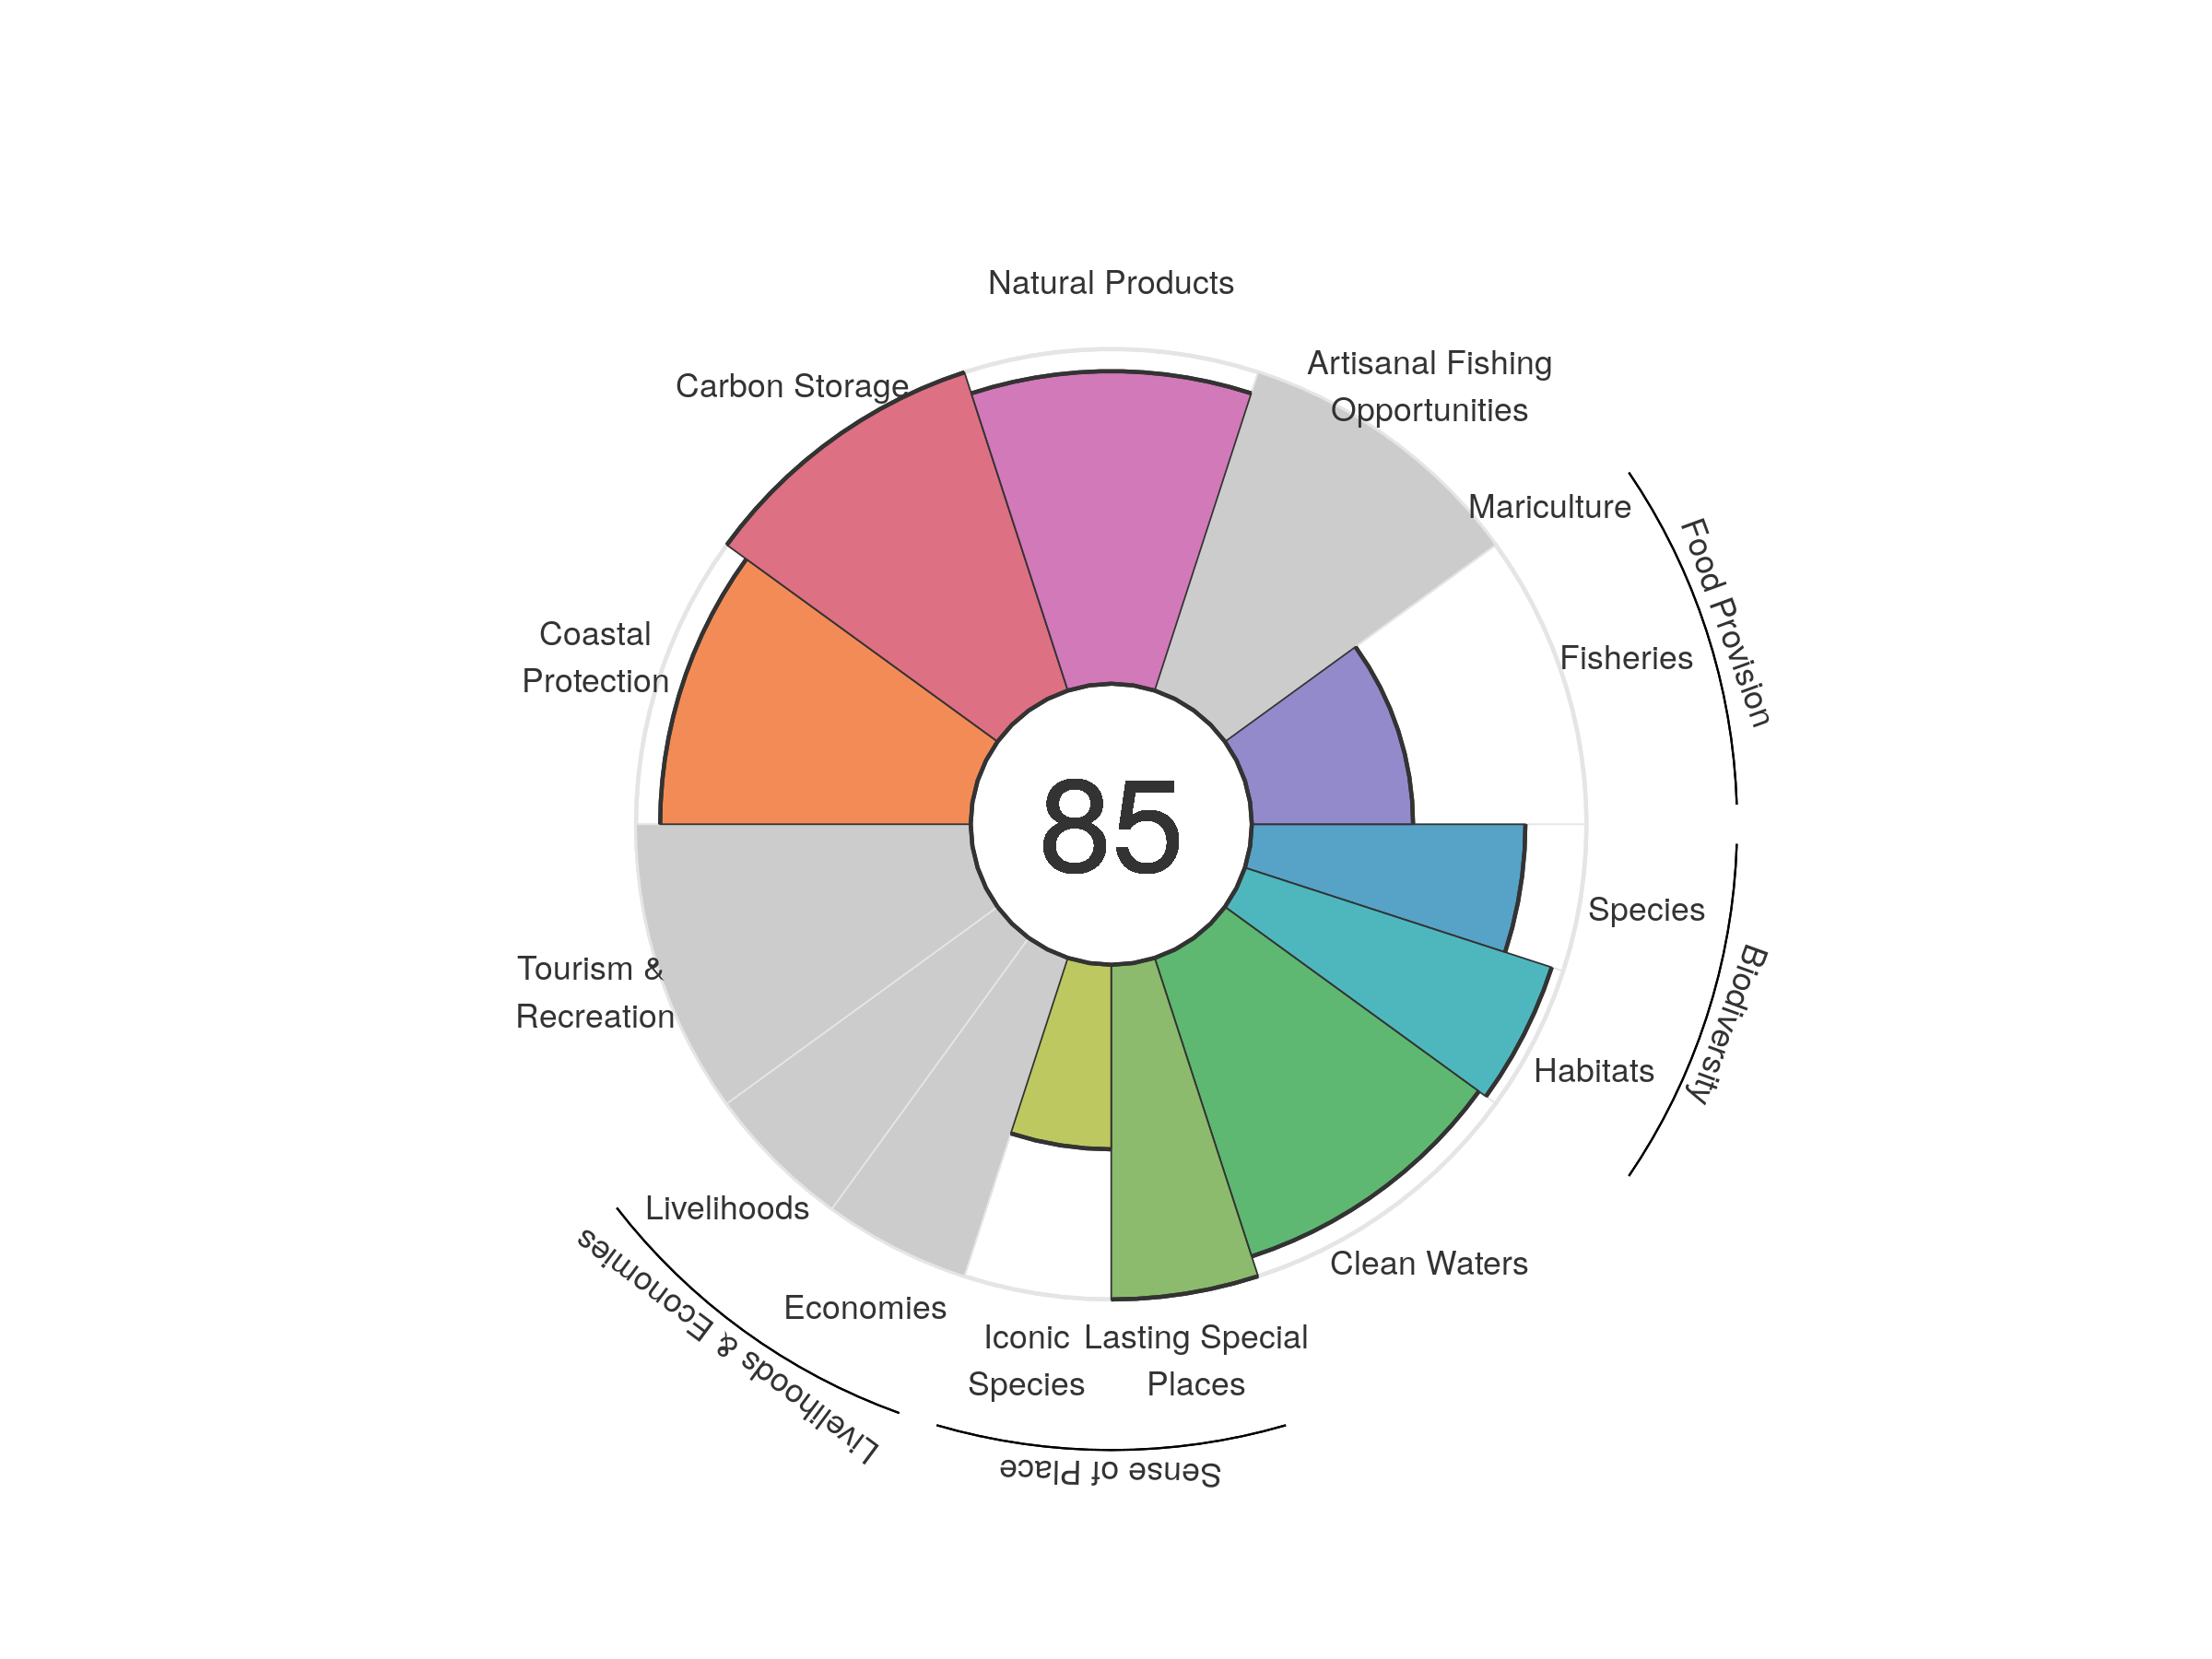 Natural Products
Artisanal Fishing
Opportunities
Carbon Storage
Mariculture
Food Provision
Fisheries
Coastal
Protection
85
Species
Biodiversity
Habitats
Tourism &
Recreation
Clean Waters
Livelihoods
Livelihoods & Economies
Economies
Iconic
Species
Lasting Special
Places
Sense of Place